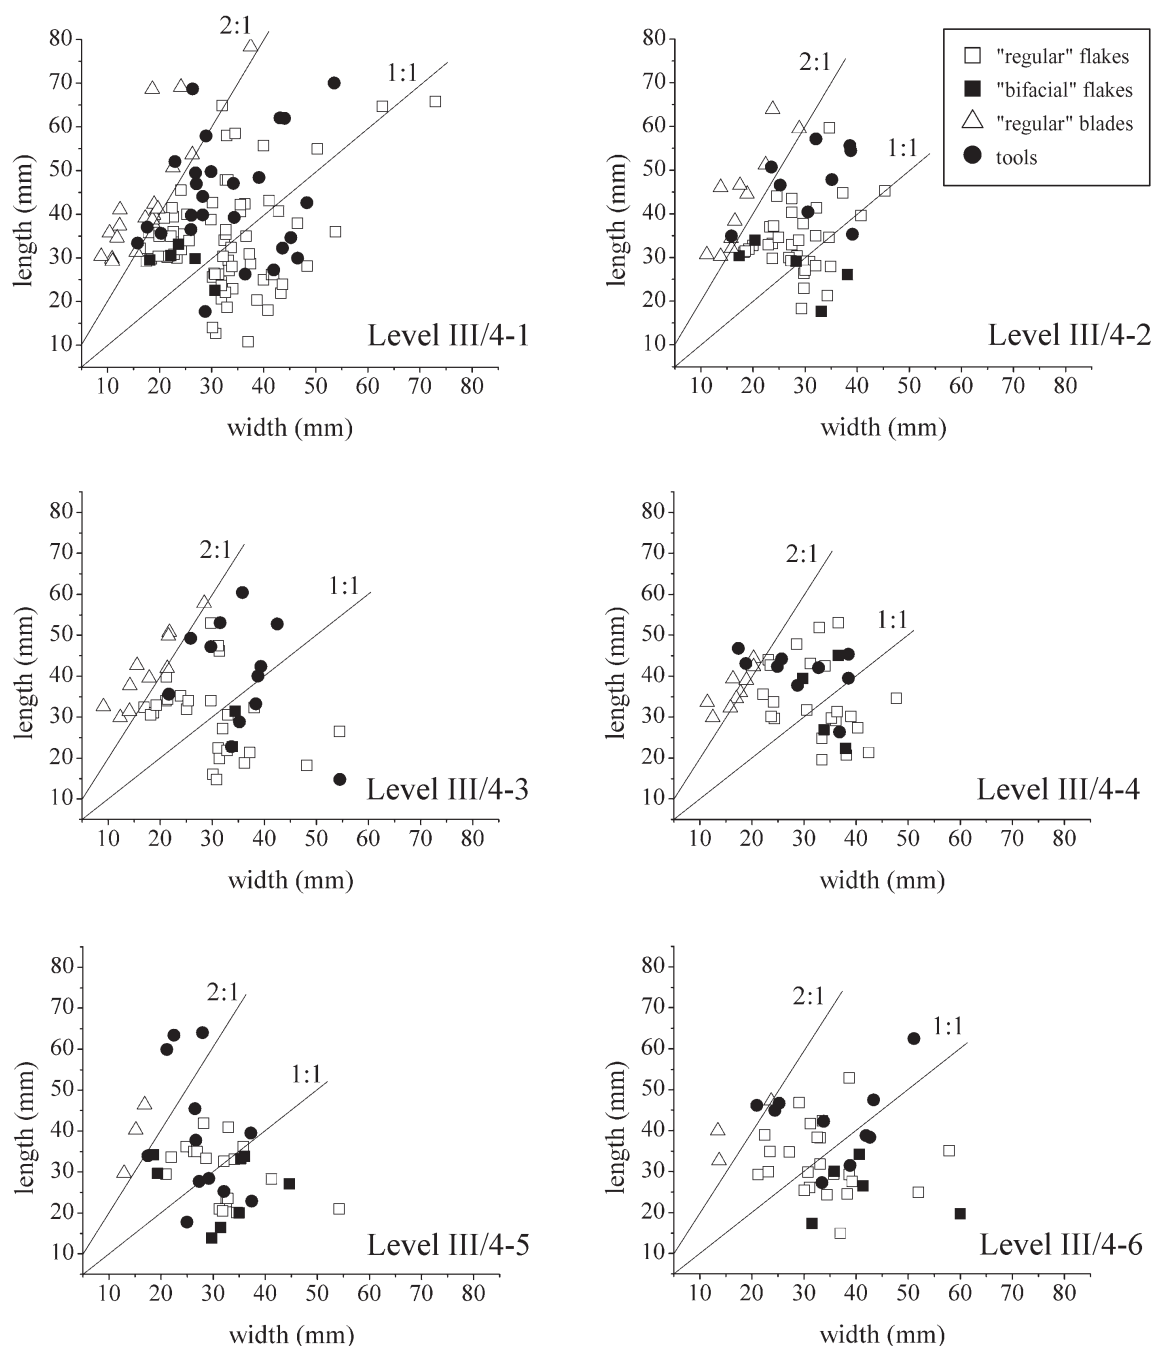 2:1
1:1
80
70
60
50
40
30
20
10
length (mm)
10 20 30 40 50 60 70 80
width (mm)
Level III/4-1
2:1
1:1
80
70
60
50
40
30
20
10
length (mm)
10 20 30 40 50 60 70 80
width (mm)
Level III/4-2
"regular" flakes
"bifacial" flakes
"regular" blades
tools
2:1
1:1
80
70
60
50
40
30
20
10
length (mm)
10 20 30 40 50 60 70 80
width (mm)
Level III/4-3
2:1
1:1
80
70
60
50
40
30
20
10
length (mm)
10 20 30 40 50 60 70 80
width (mm)
Level III/4-4
2:1
1:1
80
70
60
50
40
30
20
10
length (mm)
10 20 30 40 50 60 70 80
width (mm)
Level III/4-5
2:1
1:1
80
70
60
50
40
30
20
10
length (mm)
10 20 30 40 50 60 70 80
width (mm)
Level III/4-6